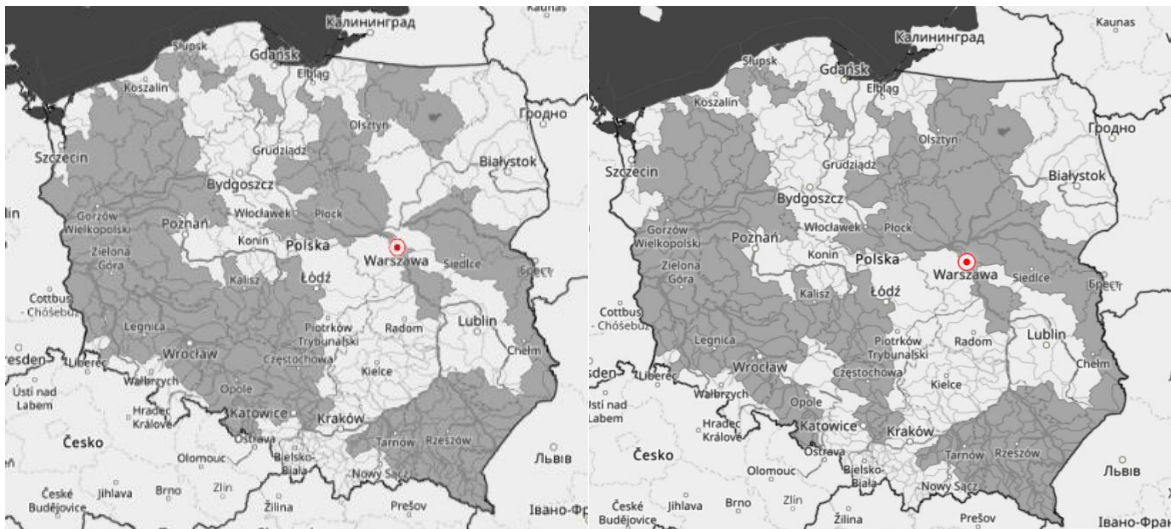 Kaunas
Калининград
Słupsk
Gdańsk
Elbląg
Koszalin
Olsztyn
Гродно
Szczecin
Grudziądz
Białystok
Bydgoszcz
Włocławek
Płock
Gorzów
Wielkopolski
Poznań
Konin
Polska
Warszawa
Siedlce
Брест
Zielona
Góra
Kalisz
Łódź
Cottbus
- Chóśebuz
Legnica
Piotrków
Trybunalski
Radom
Lublin
Wrocław
Chełm
Liberec
Częstochowa
Wałbrzych
Kielce
Ústí nad
Labem
Opole
Hradec
Králové
Katowice
Kraków
Česko
Ostrava
Tarnów
Rzeszów
Olomouc
Bielsko-
Biała
Nowy Sącz
Львів
České
Budějovice
Jihlava
Brno
Zlín
Žilina
Prešov
Івано-Фр
Kaunas
Калининград
Słupsk
Gdańsk
Elbląg
Koszalin
Olsztyn
Гродно
Szczecin
Grudziądz
Białystok
Bydgoszcz
Włocławek
Płock
Gorzów
Wielkopolski
Poznań
Konin
Polska
Warszawa
Siedlce
Брест
Zielona
Góra
Kalisz
Łódź
Cottbus
- Chóśebuz
Legnica
Piotrków
Trybunalski
Radom
Lublin
Wrocław
Chełm
Liberec
Częstochowa
Wałbrzych
Kielce
Ústí nad
Labem
Opole
Hradec
Králové
Katowice
Kraków
Česko
Ostrava
Tarnów
Rzeszów
Olomouc
Bielsko-
Biała
Nowy Sącz
Львів
České
Budějovice
Jihlava
Brno
Zlín
Žilina
Prešov
Івано-Фр